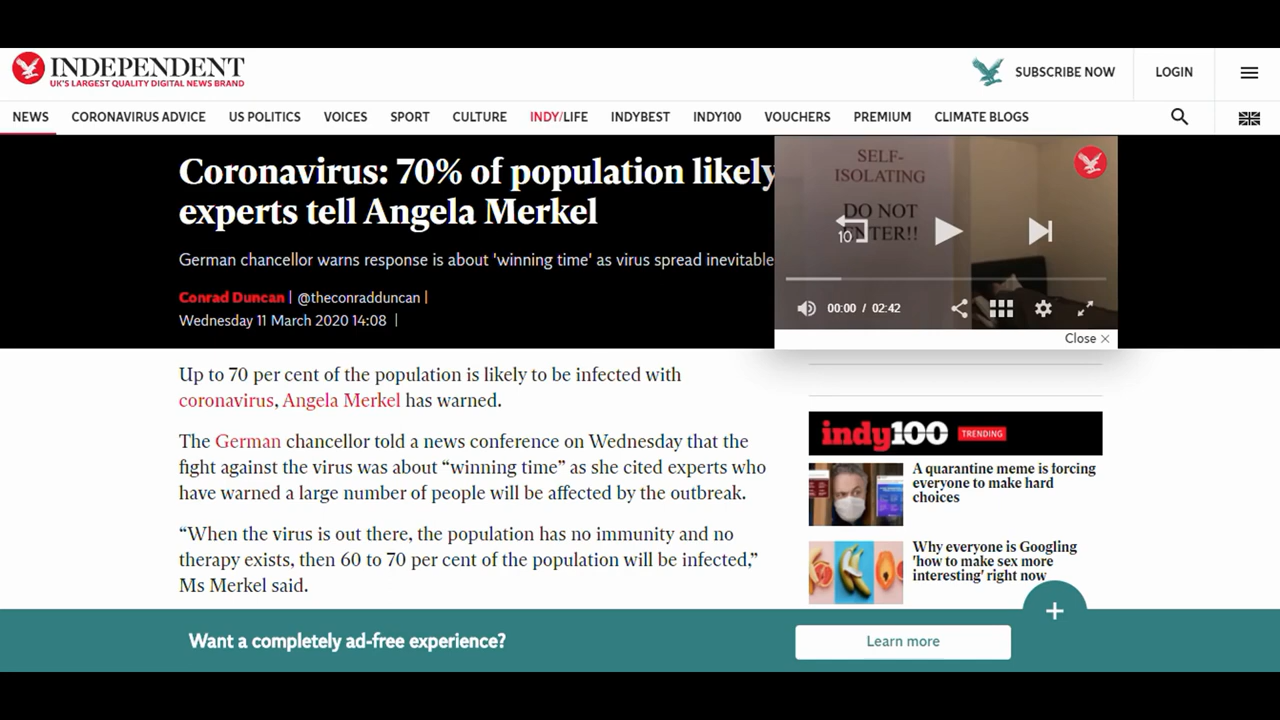 INDEPENDENT
UK'S LARGEST QUALITY DIGITAL NEWS BRAND
SUBSCRIBE NOW
LOGIN
NEWS
CORONAVIRUS ADVICE
US POLITICS
VOICES
SPORT
CULTURE
INDY/LIFE
INDYBEST
INDY100
VOUCHERS
PREMIUM
CLIMATE BLOGS
Coronavirus: 70% of population likely
experts tell Angela Merkel
German chancellor warns response is about 'winning time' as virus spread inevitable
Conrad Duncan | @theconradduncan |
Wednesday 11 March 2020 14:08 |
SELF-
ISOLATING
DO NOT
ENTER!!
10
00:00 / 02:42
Close ×
Up to 70 per cent of the population is likely to be infected with
coronavirus, Angela Merkel has warned.
The German chancellor told a news conference on Wednesday that the
fight against the virus was about “winning time” as she cited experts who
have warned a large number of people will be affected by the outbreak.
“When the virus is out there, the population has no immunity and no
therapy exists, then 60 to 70 per cent of the population will be infected,”
Ms Merkel said.
indy100 TRENDING
A quarantine meme is forcing
everyone to make hard
choices
Why everyone is Googling
'how to make sex more
interesting' right now
+
Want a completely ad-free experience?
Learn more